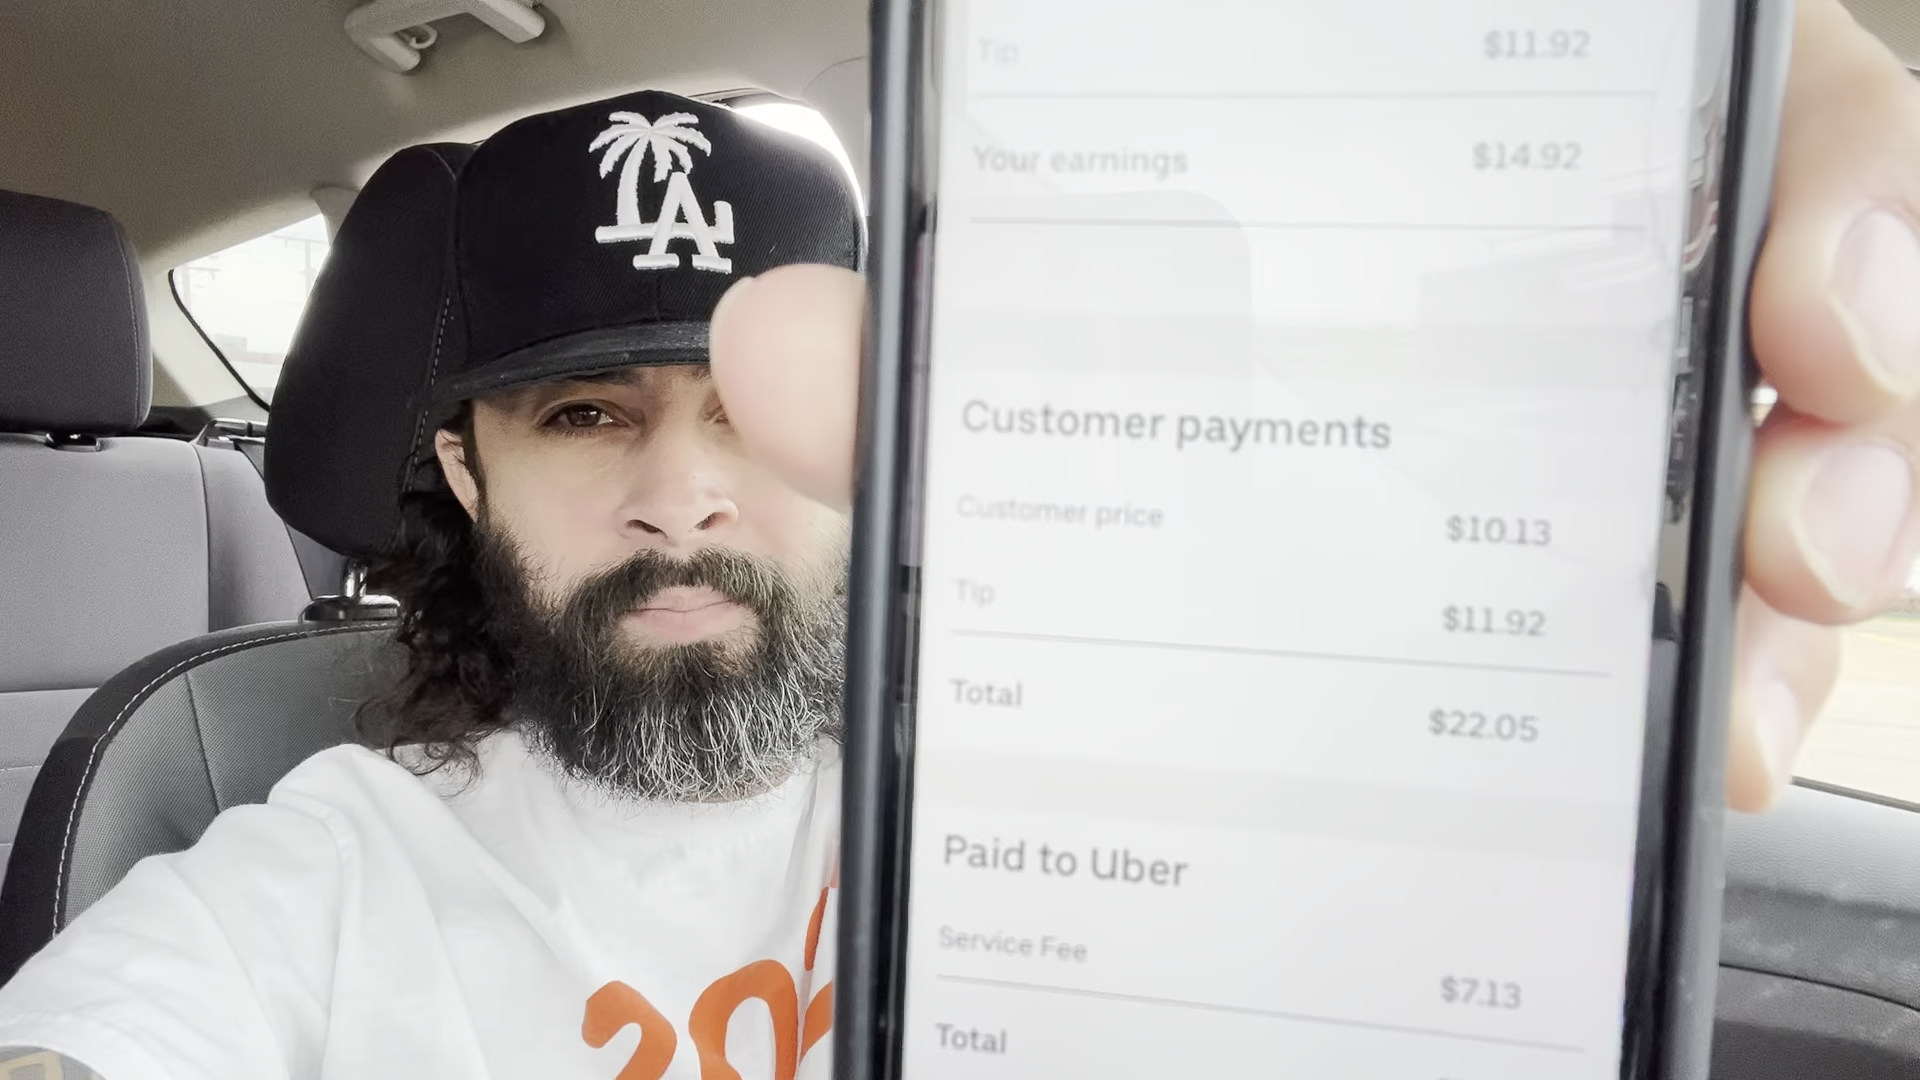 LA
Tip $11.92
Your earnings $14.92
Customer payments
Customer price $10.13
Tip $11.92
Total $22.05
Paid to Uber
Service Fee $7.13
Total